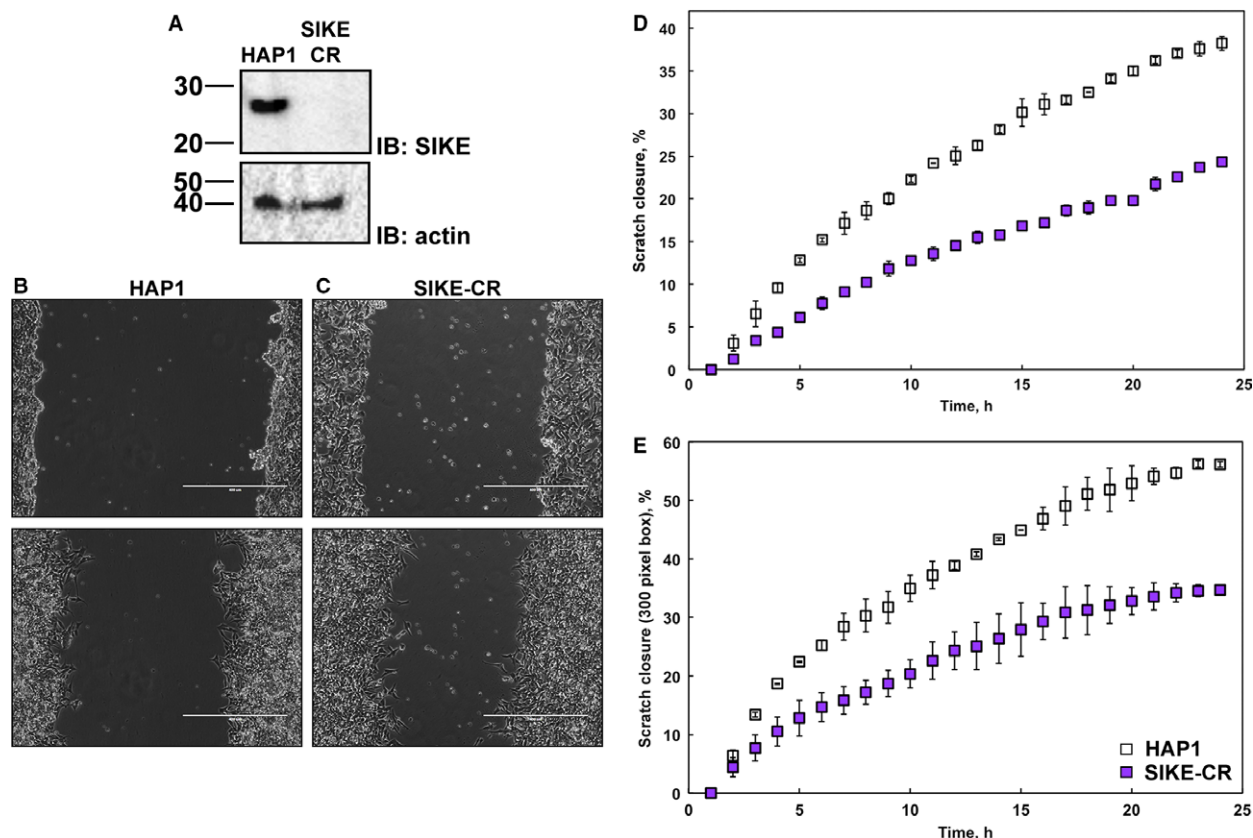 A
HAP1
SIKE
CR
30
20
IB: SIKE
50
40
IB: actin
B
HAP1
C
SIKE-CR
D
Scratch closure, %
40
35
30
25
20
15
10
5
0
0
5
10
15
20
25
Time, h
E
Scratch closure (300 pixel box), %
60
50
40
30
20
10
0
0
5
10
15
20
25
Time, h
HAP1
SIKE-CR